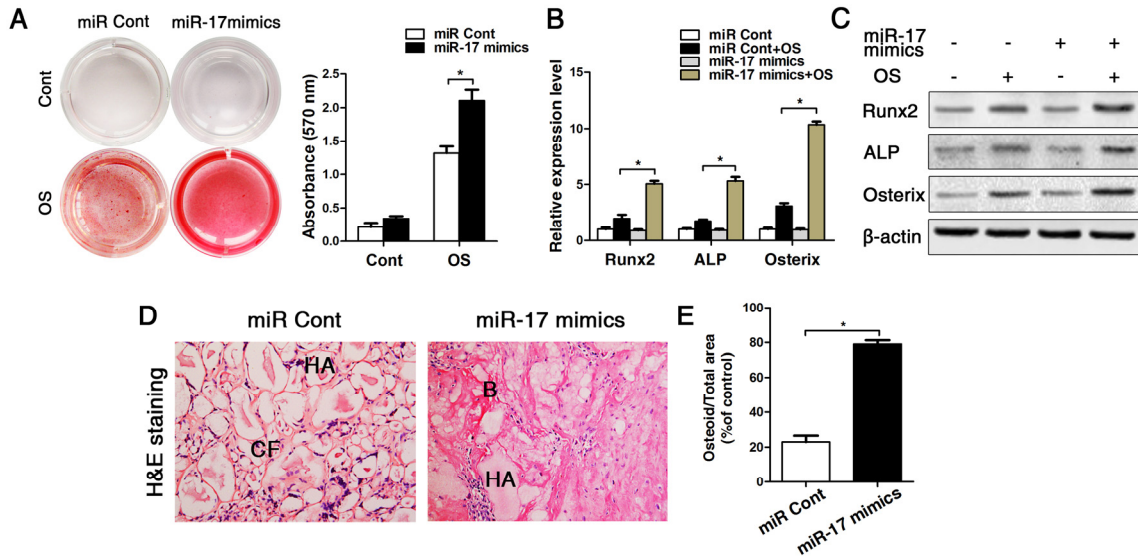 A
miR Cont
miR-17mimics
Cont
OS
miR Cont
miR-17 mimics
Absorbance (570 nm)
2.5
2.0
1.5
1.0
0.5
0.0
*
Cont
OS
B
miR Cont
miR Cont+OS
miR-17 mimics
miR-17 mimics+OS
Relative expression level
15
10
5
0
*
*
*
Runx2
ALP
Osterix
C
miR-17
mimics
- - + +
OS
- + - +
Runx2
ALP
Osterix
β-actin
D
miR Cont
miR-17 mimics
H&E staining
HA
CF
B
HA
E
Osteoid/Total area
(%of control)
100
80
60
40
20
0
*
miR Cont
miR-17 mimics